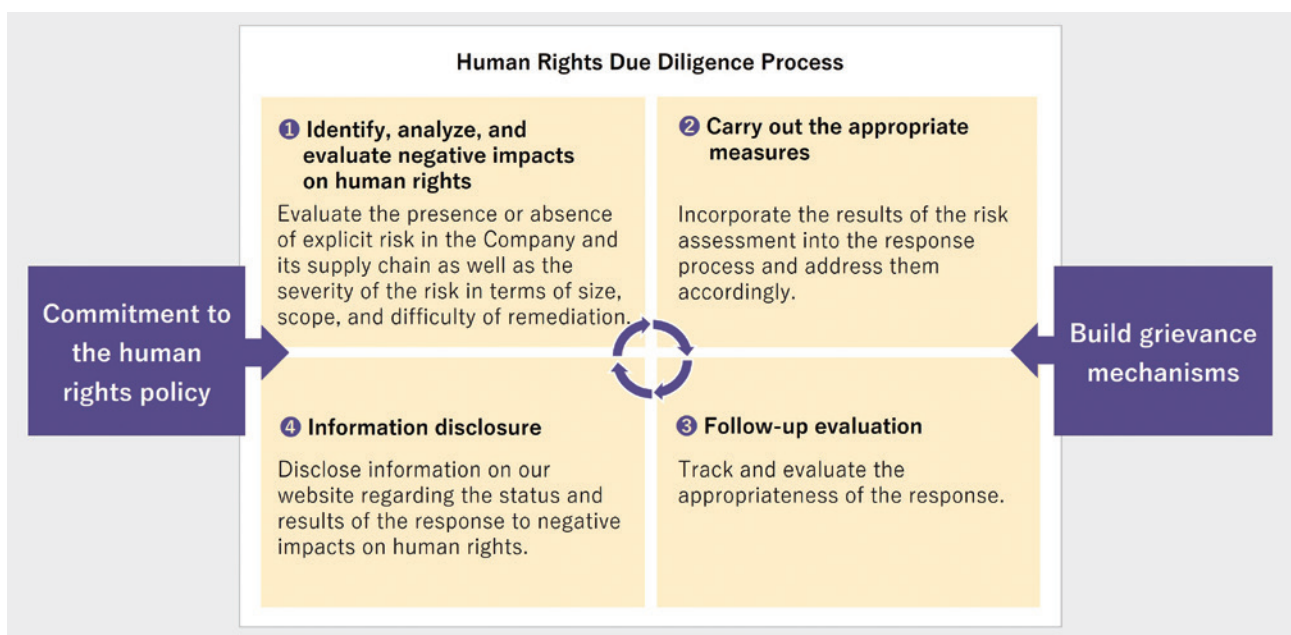 Human Rights Due Diligence Process
❶ Identify, analyze, and
evaluate negative impacts
on human rights
Evaluate the presence or absence
of explicit risk in the Company and
its supply chain as well as the
severity of the risk in terms of size,
scope, and difficulty of remediation.
❷ Carry out the appropriate
measures
Incorporate the results of the risk
assessment into the response
process and address them
accordingly.
❸ Follow-up evaluation
Track and evaluate the
appropriateness of the response.
❹ Information disclosure
Disclose information on our
website regarding the status and
results of the response to negative
impacts on human rights.
Commitment to
the human
rights policy
Build grievance
mechanisms